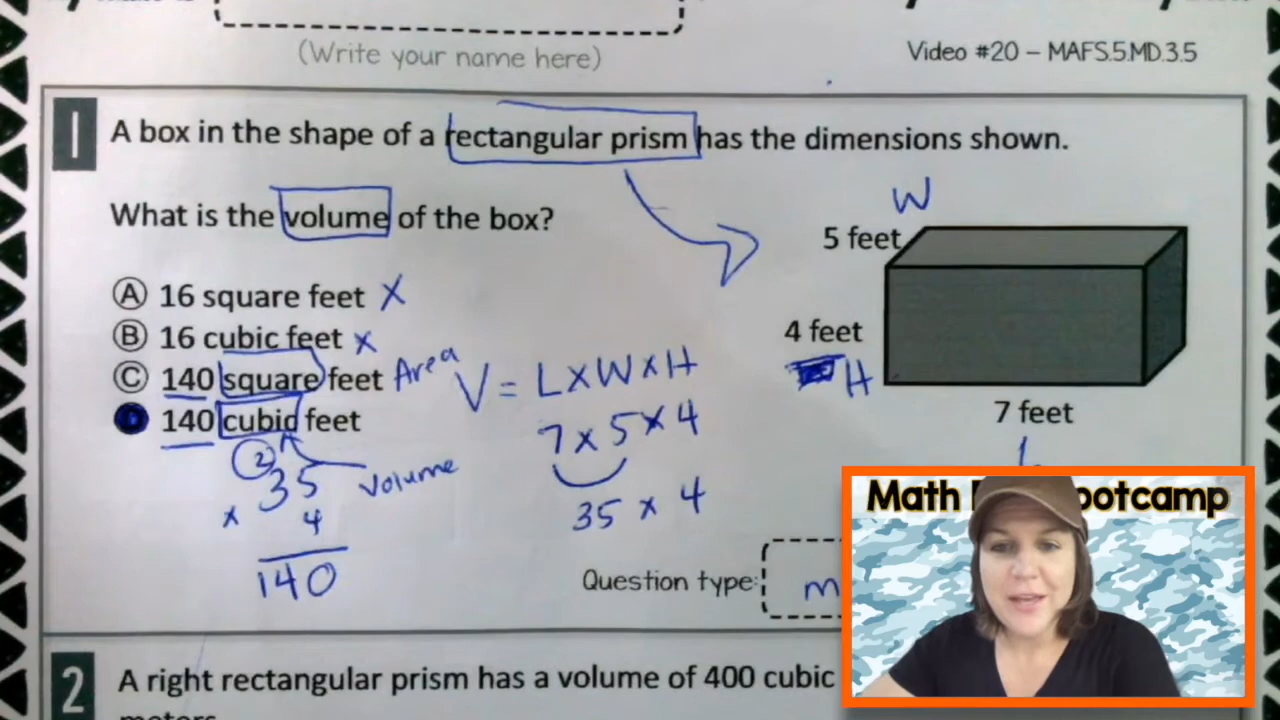 (Write your name here)
Video #20 – MAFS.5.MD.3.5
1
A box in the shape of a rectangular prism has the dimensions shown.
What is the volume of the box?
W
5 feet
4 feet
H
7 feet
L
Ⓐ 16 square feet X
Ⓑ 16 cubic feet X
Ⓒ 140 square feet Area
D 140 cubic feet
Volume
2
35
x 4
140
V = L x W x H
7 x 5 x 4
35 x 4
Question type: m
Math Bootcamp
2
A right rectangular prism has a volume of 400 cubic
meters